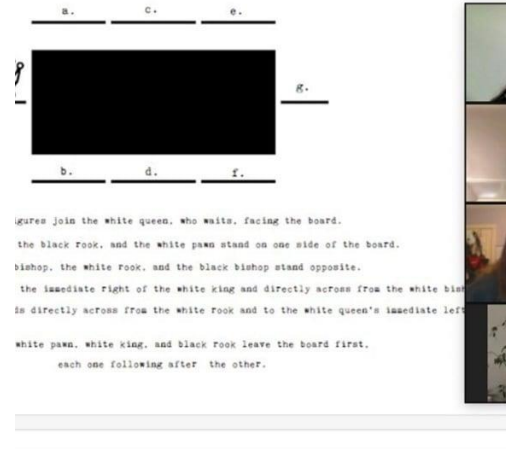 a. c. e.
g.
b. d. f.
igures join the white queen, who waits, facing the board.
the black rook, and the white pawn stand on one side of the board.
bishop, the white rook, and the black bishop stand opposite.
the immediate right of the white king and directly across from the white bish
ds directly across from the white rook and to the white queen's immediate left
white pawn, white king, and black rook leave the board first,
each one following after the other.